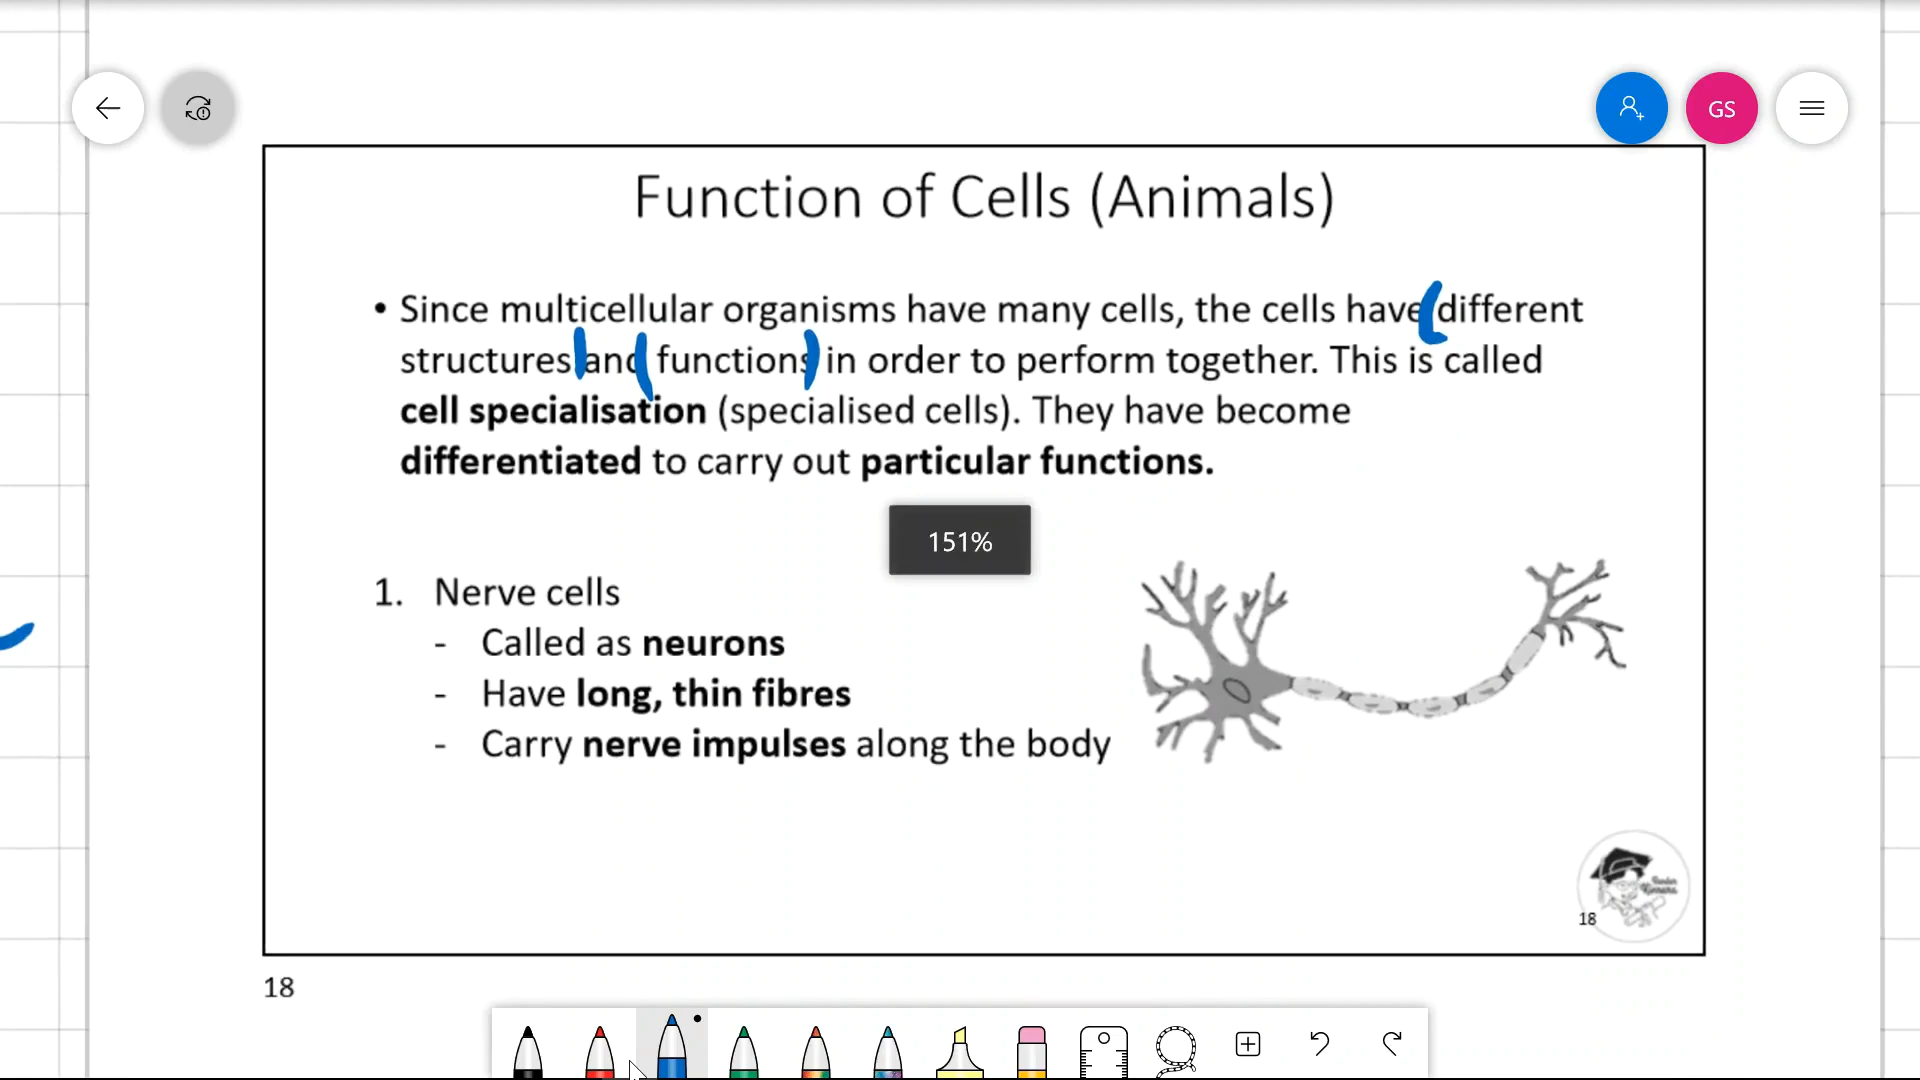 GS
Function of Cells (Animals)
• Since multicellular organisms have many cells, the cells have different
structures and functions in order to perform together. This is called
cell specialisation (specialised cells). They have become
differentiated to carry out particular functions.
151%
1. Nerve cells
- Called as neurons
- Have long, thin fibres
- Carry nerve impulses along the body
18
18